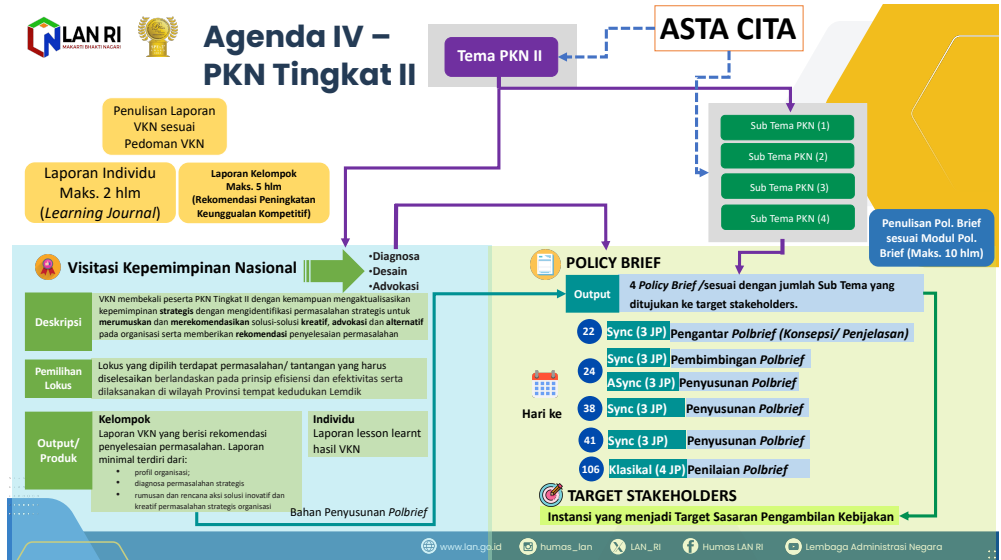 LAN RI
MAKARTI BHAKTI NAGARI
Agenda IV –
PKN Tingkat II
Tema PKN II
ASTA CITA
Penulisan Laporan
VKN sesuai
Pedoman VKN
Laporan Individu
Maks. 2 hlm
(Learning Journal)
Laporan Kelompok
Maks. 5 hlm
(Rekomendasi Peningkatan
Keunggualan Kompetitif)
Sub Tema PKN (1)
Sub Tema PKN (2)
Sub Tema PKN (3)
Sub Tema PKN (4)
Penulisan Pol. Brief
sesuai Modul Pol.
Brief (Maks. 10 hlm)
Visitasi Kepemimpinan Nasional
•Diagnosa
•Desain
•Advokasi
Deskripsi
VKN membekali peserta PKN Tingkat II dengan kemampuan mengaktualisasikan
kepemimpinan strategis dengan mengidentifikasi permasalahan strategis untuk
merumuskan dan merekomendasikan solusi-solusi kreatif, advokasi dan alternatif
pada organisasi serta memberikan rekomendasi penyelesaian permasalahan
Pemilihan
Lokus
Lokus yang dipilih terdapat permasalahan/ tantangan yang harus
diselesaikan berlandaskan pada prinsip efisiensi dan efektivitas serta
dilaksanakan di wilayah Provinsi tempat kedudukan Lemdik
Output/
Produk
Kelompok
Laporan VKN yang berisi rekomendasi
penyelesaian permasalahan. Laporan
minimal terdiri dari:
• profil organisasi;
• diagnosa permasalahan strategis
• rumusan dan rencana aksi solusi inovatif dan
kreatif permasalahan strategis organisasi
Individu
Laporan lesson learnt
hasil VKN
Bahan Penyusunan Polbrief
POLICY BRIEF
Output
4 Policy Brief /sesuai dengan jumlah Sub Tema yang
ditujukan ke target stakeholders.
Hari ke
22 Sync (3 JP) Pengantar Polbrief (Konsepsi/ Penjelasan)
24 Sync (3 JP) Pembimbingan Polbrief
ASync (3 JP) Penyusunan Polbrief
38 Sync (3 JP) Penyusunan Polbrief
41 Sync (3 JP) Penyusunan Polbrief
106 Klasikal (4 JP) Penilaian Polbrief
TARGET STAKEHOLDERS
Instansi yang menjadi Target Sasaran Pengambilan Kebijakan
www.lan.go.id humas_lan LAN_RI Humas LAN RI Lembaga Administrasi Negara